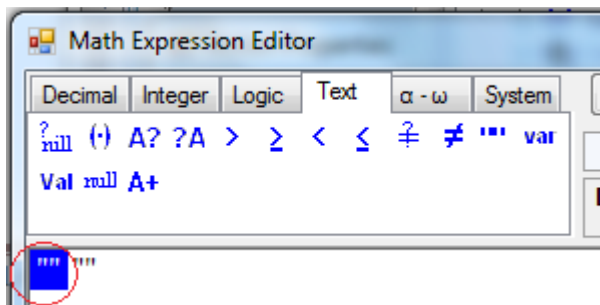 Math Expression Editor
Decimal Integer Logic Text α - ω System
?
null (·) A? ?A > ≥ < ≤ ≠ "" var
Val null A+
"" ""